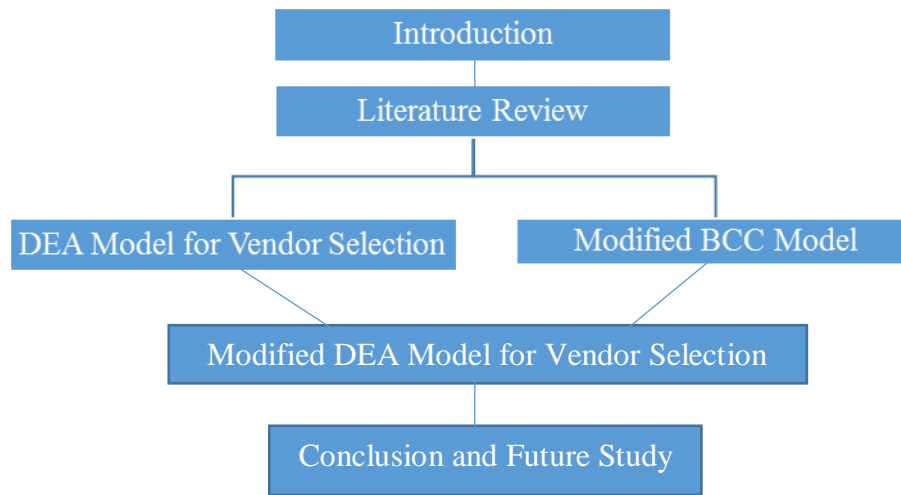 Introduction
Literature Review
DEA Model for Vendor Selection
Modified BCC Model
Modified DEA Model for Vendor Selection
Conclusion and Future Study